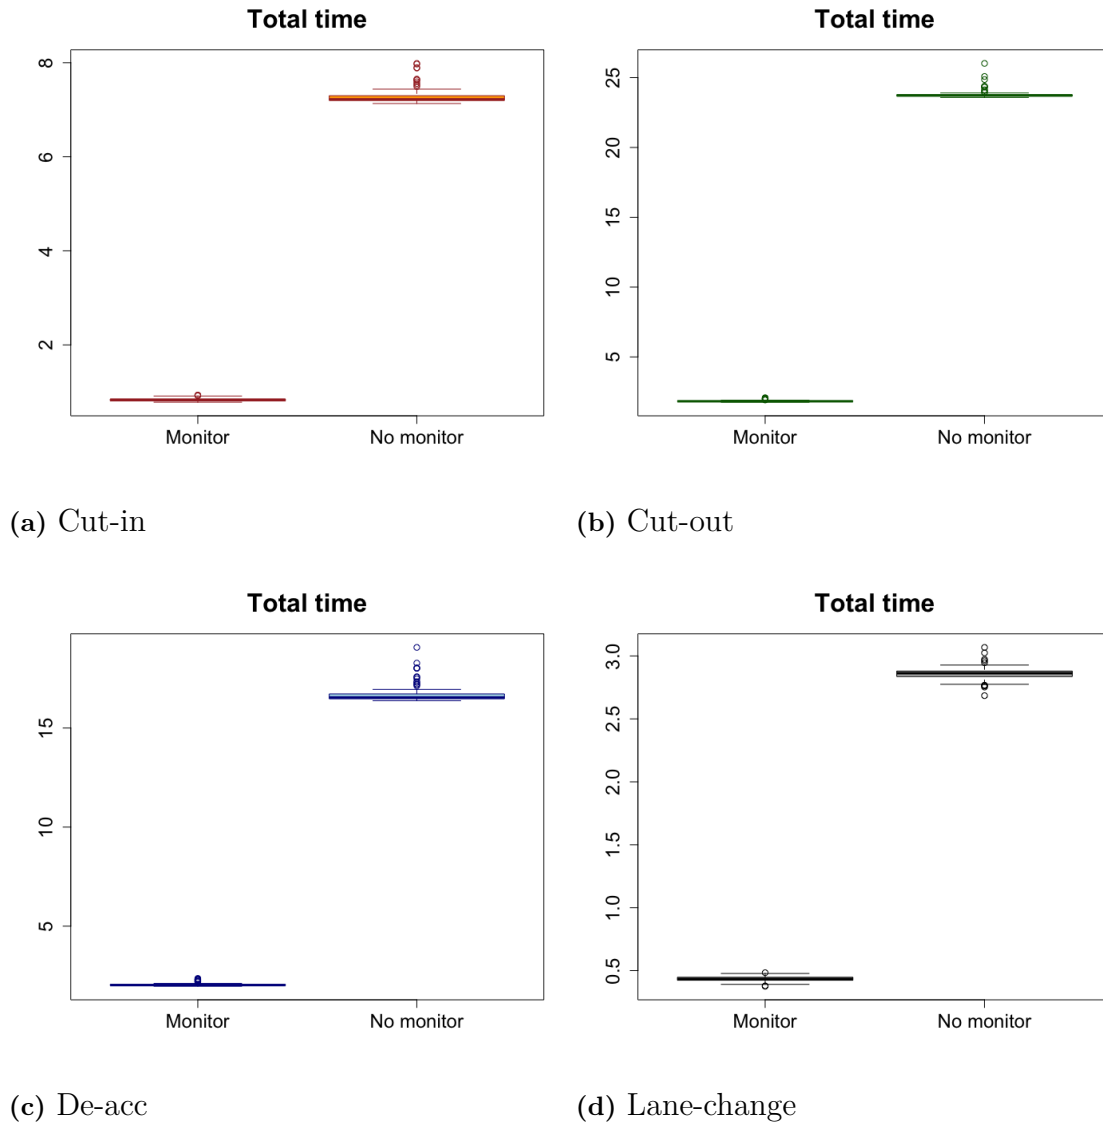 Total time
8
6
4
2
Monitor No monitor
(a) Cut-in
Total time
25
20
15
10
5
Monitor No monitor
(b) Cut-out
Total time
15
10
5
Monitor No monitor
(c) De-acc
Total time
3.0
2.5
2.0
1.5
1.0
0.5
Monitor No monitor
(d) Lane-change